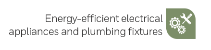 Energy-efficient electrical
appliances and plumbing fixtures